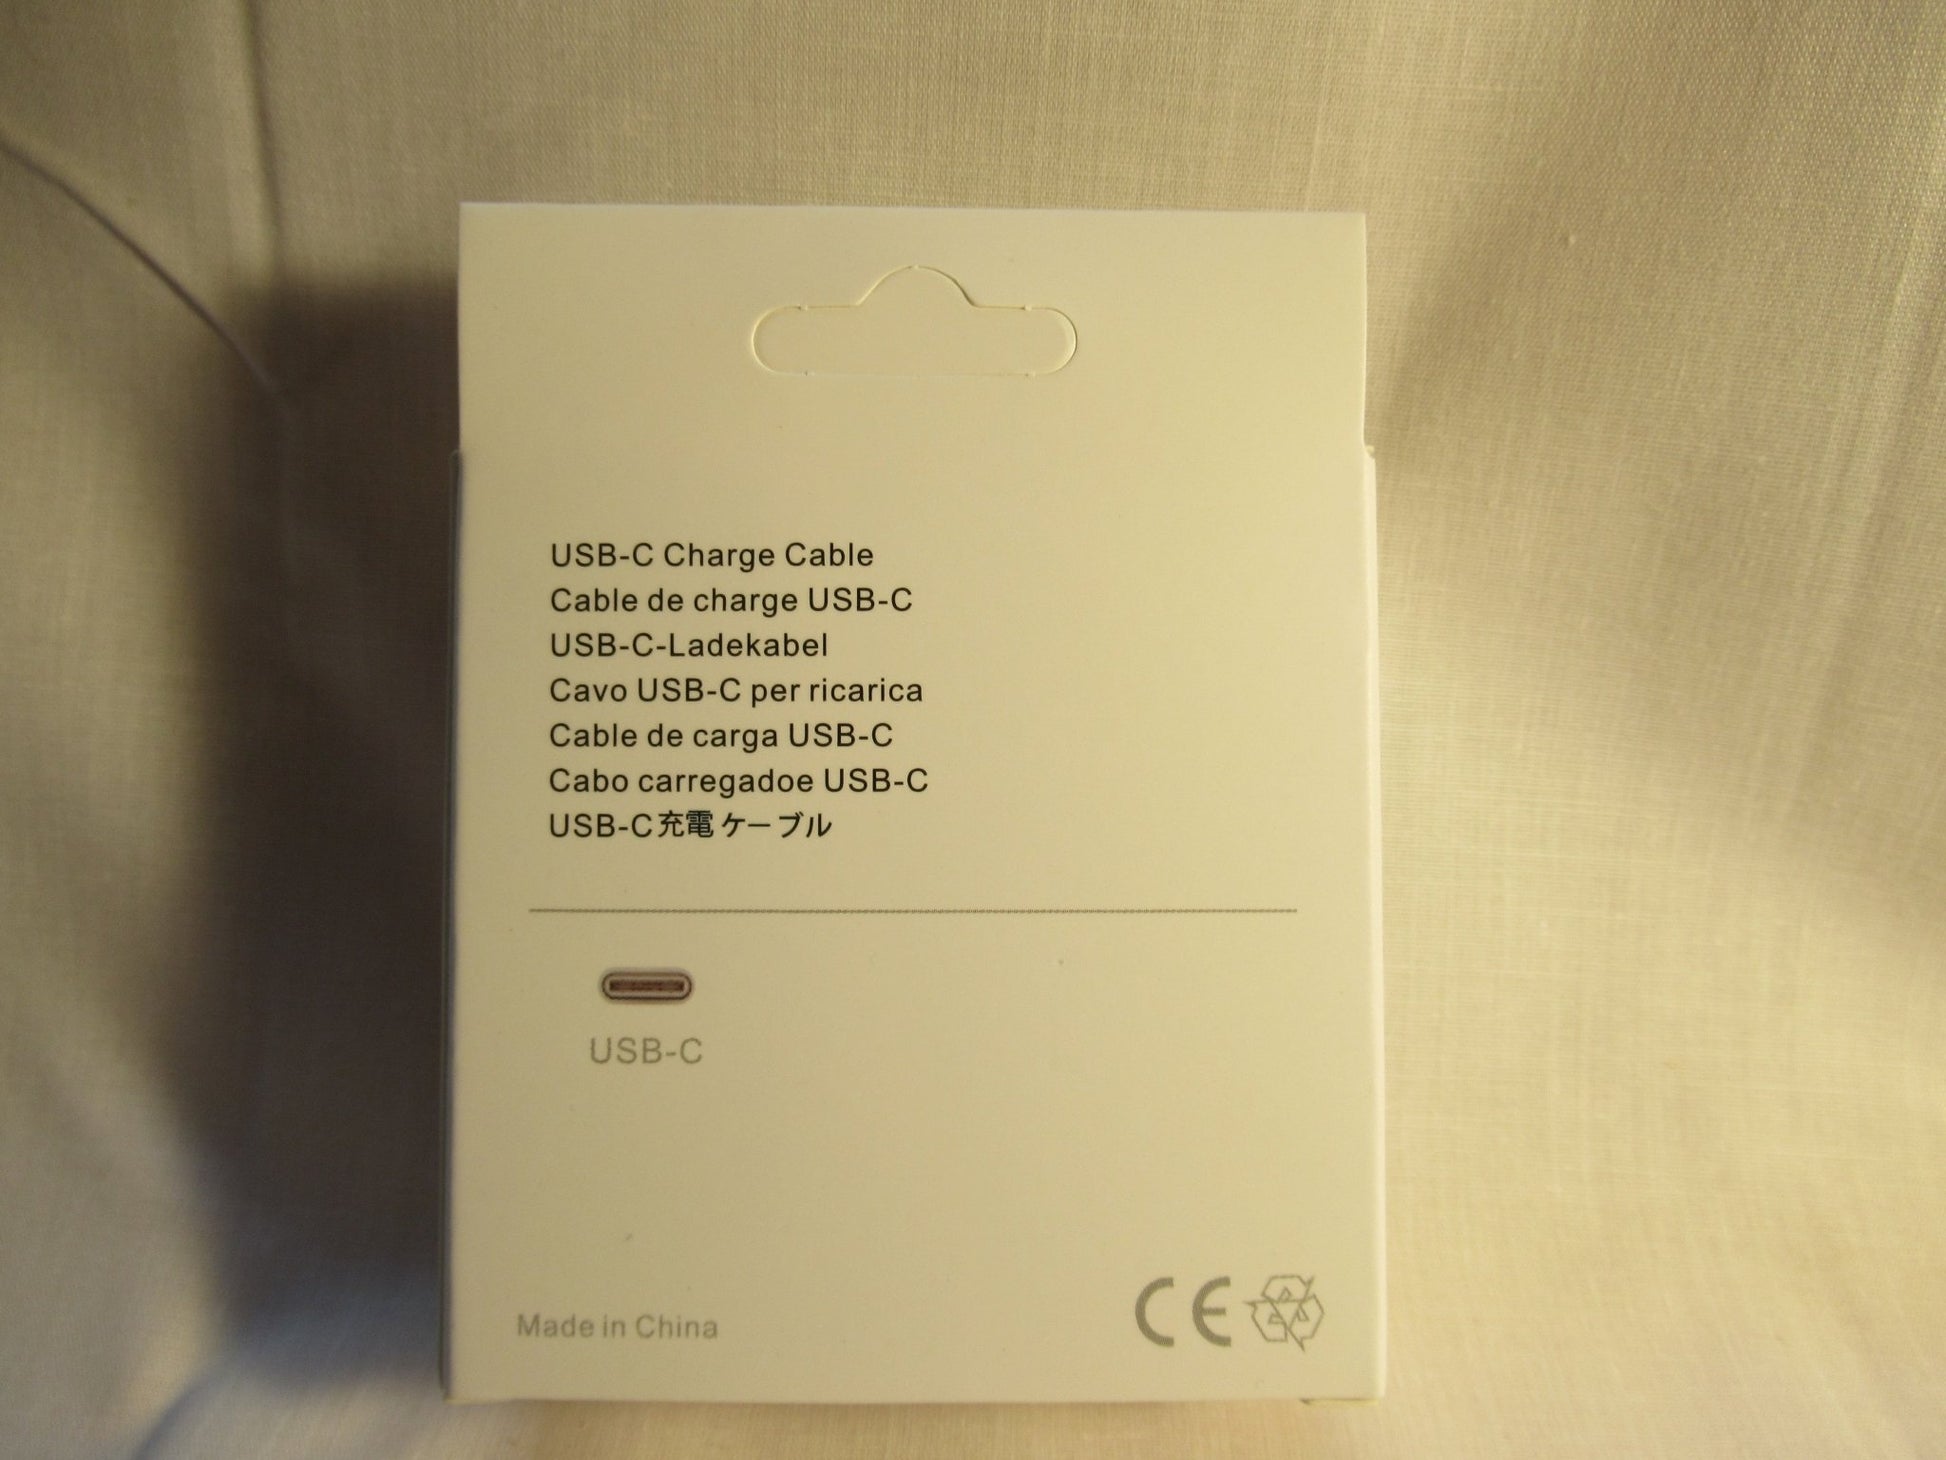 USB-C Charge Cable
Cable de charge USB-C
USB-C-Ladekabel
Cavo USB-C per ricarica
Cable de carga USB-C
Cabo carregadoe USB-C
USB-C充電ケーブル
USB-C
Made in China
CE